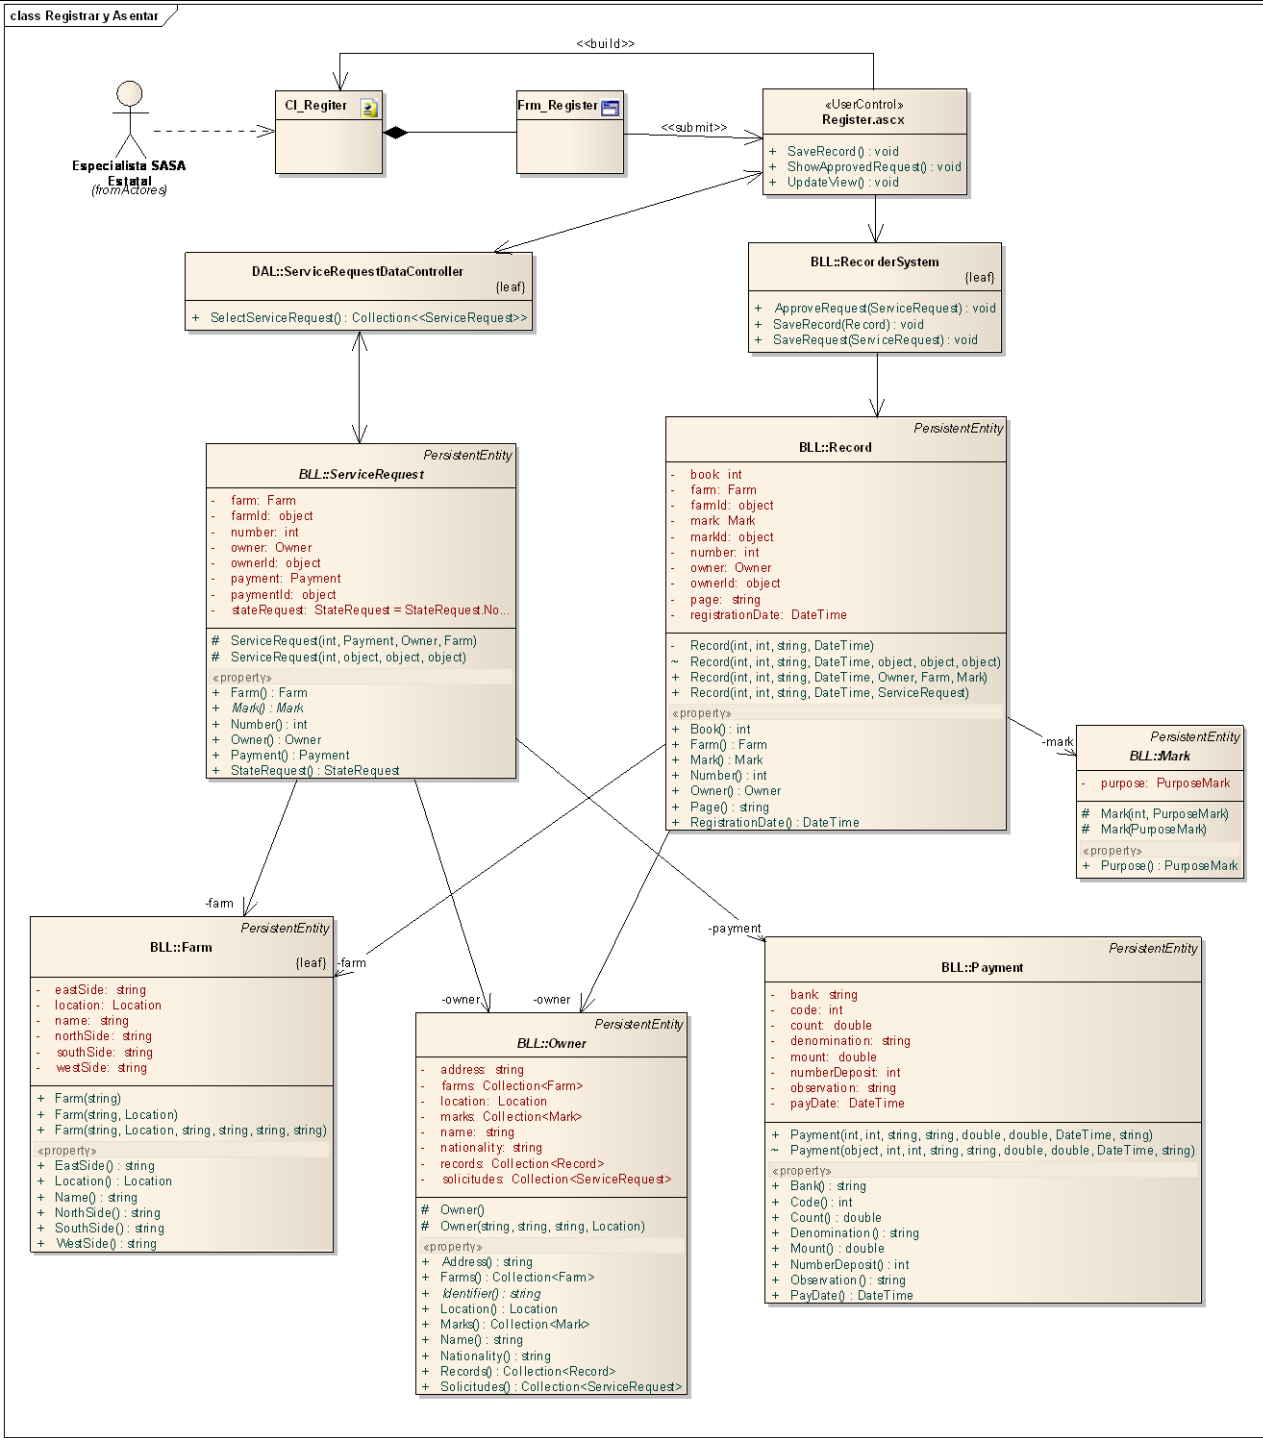 class Registrar y Asentar
<<build>>
CI_Regiter
Frm_Register
<<submit>>
«UserControl»
Register.ascx
+ SaveRecord() : void
+ ShowApprovedRequest() : void
+ UpdateView() : void
Especialista SASA
Estatal
(from Actores)
DAL::ServiceRequestDataController
{leaf}
+ SelectServiceRequest() : Collection<<ServiceRequest>>
BLL::RecorderSystem
{leaf}
+ ApproveRequest(ServiceRequest) : void
+ SaveRecord(Record) : void
+ SaveRequest(ServiceRequest) : void
PersistentEntity
BLL::ServiceRequest
- farm: Farm
- farmId: object
- number: int
- owner: Owner
- ownerId: object
- payment: Payment
- paymentId: object
- stateRequest: StateRequest = StateRequest.No...
# ServiceRequest(int, Payment, Owner, Farm)
# ServiceRequest(int, object, object, object)
«property»
+ Farm() : Farm
+ Mark() : Mark
+ Number() : int
+ Owner() : Owner
+ Payment() : Payment
+ StateRequest() : StateRequest
PersistentEntity
BLL::Record
- book: int
- farm: Farm
- farmId: object
- mark: Mark
- markId: object
- number: int
- owner: Owner
- ownerId: object
- page: string
- registrationDate: DateTime
- Record(int, int, string, DateTime)
~ Record(int, int, string, DateTime, object, object, object)
+ Record(int, int, string, DateTime, Owner, Farm, Mark)
+ Record(int, int, string, DateTime, ServiceRequest)
«property»
+ Book() : int
+ Farm() : Farm
+ Mark() : Mark
+ Number() : int
+ Owner() : Owner
+ Page() : string
+ RegistrationDate() : DateTime
-mark
PersistentEntity
BLL::Mark
- purpose: PurposeMark
# Mark(int, PurposeMark)
# Mark(PurposeMark)
«property»
+ Purpose() : PurposeMark
-farm
-farm
-owner
-owner
-payment
PersistentEntity
BLL::Farm
{leaf}
- eastSide: string
- location: Location
- name: string
- northSide: string
- southSide: string
- westSide: string
+ Farm(string)
+ Farm(string, Location)
+ Farm(string, Location, string, string, string, string)
«property»
+ EastSide() : string
+ Location() : Location
+ Name() : string
+ NorthSide() : string
+ SouthSide() : string
+ WestSide() : string
PersistentEntity
BLL::Owner
- address: string
- farms: Collection<Farm>
- location: Location
- marks: Collection<Mark>
- name: string
- nationality: string
- records: Collection<Record>
- solicitudes: Collection<ServiceRequest>
# Owner()
# Owner(string, string, string, Location)
«property»
+ Address() : string
+ Farms() : Collection<Farm>
+ Identifier() : string
+ Location() : Location
+ Marks() : Collection<Mark>
+ Name() : string
+ Nationality() : string
+ Records() : Collection<Record>
+ Solicitudes() : Collection<ServiceRequest>
PersistentEntity
BLL::Payment
- bank: string
- code: int
- count: double
- denomination: string
- mount: double
- numberDeposit: int
- observation: string
- payDate: DateTime
+ Payment(int, int, string, string, double, double, DateTime, string)
~ Payment(object, int, int, string, string, double, double, DateTime, string)
«property»
+ Bank() : string
+ Code() : int
+ Count() : double
+ Denomination() : string
+ Mount() : double
+ NumberDeposit() : int
+ Observation() : string
+ PayDate() : DateTime